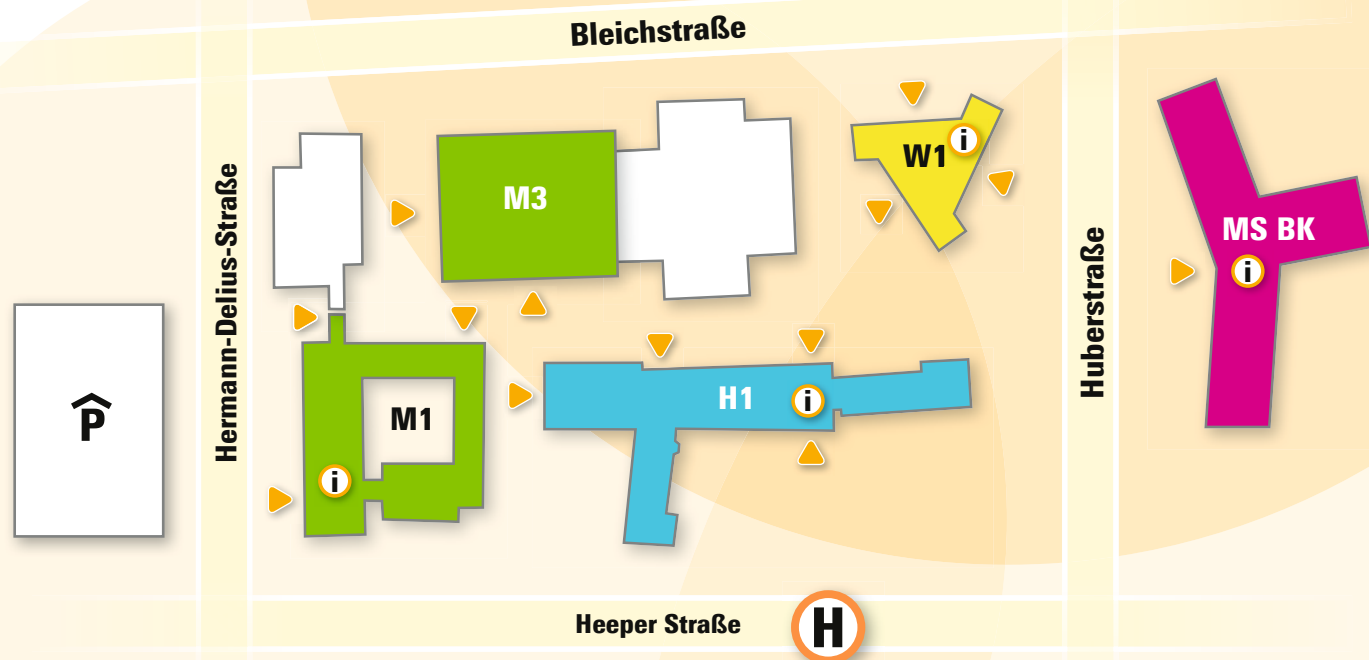 Bleichstraße
Hermann-Delius-Straße
M3
W1
i
MS BK
i
P
M1
i
H1
i
Huberstraße
Heeper Straße
H